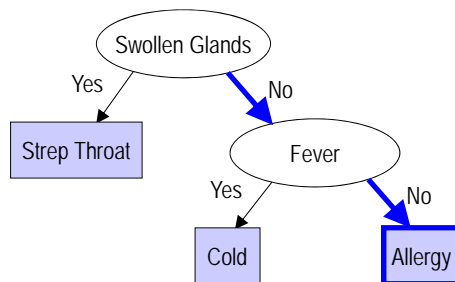 Swollen Glands
Yes
No
Strep Throat
Fever
Yes
No
Cold
Allergy